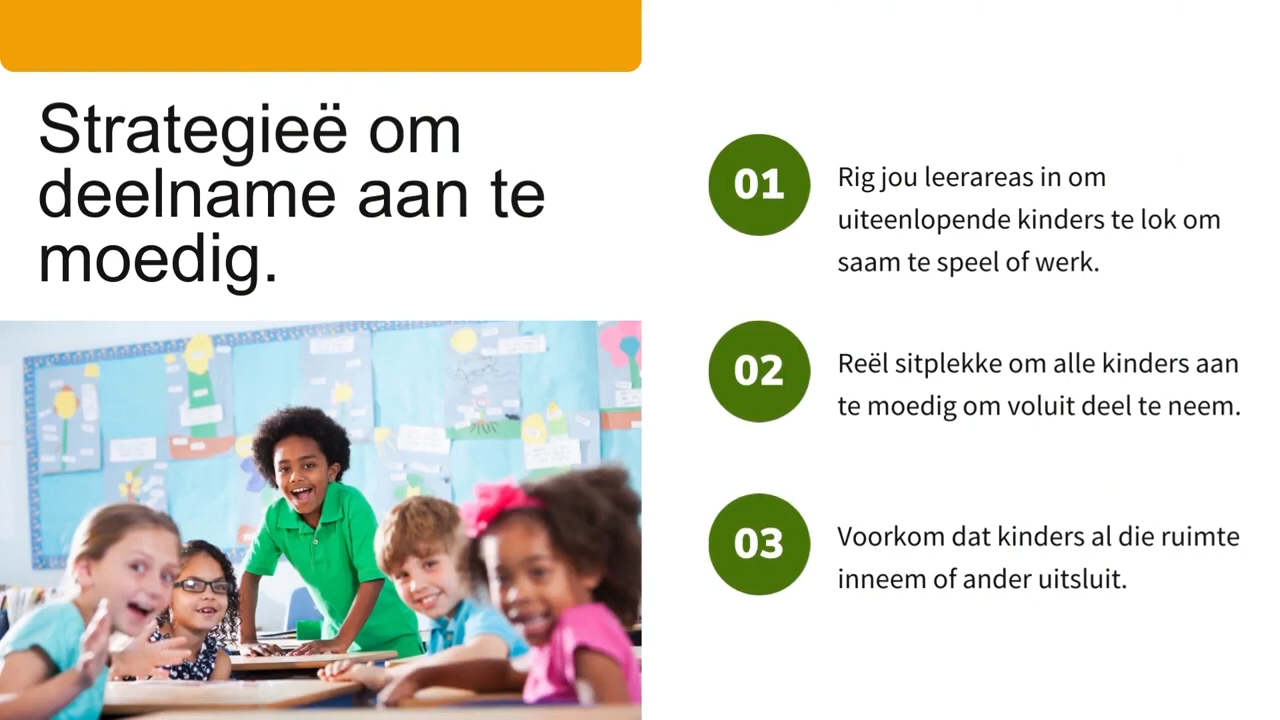 Strategieë om
deelname aan te
moedig.
01
Rig jou leerareas in om
uiteenlopende kinders te lok om
saam te speel of werk.
02
Reël sitplekke om alle kinders aan
te moedig om voluit deel te neem.
03
Voorkom dat kinders al die ruimte
inneem of ander uitsluit.